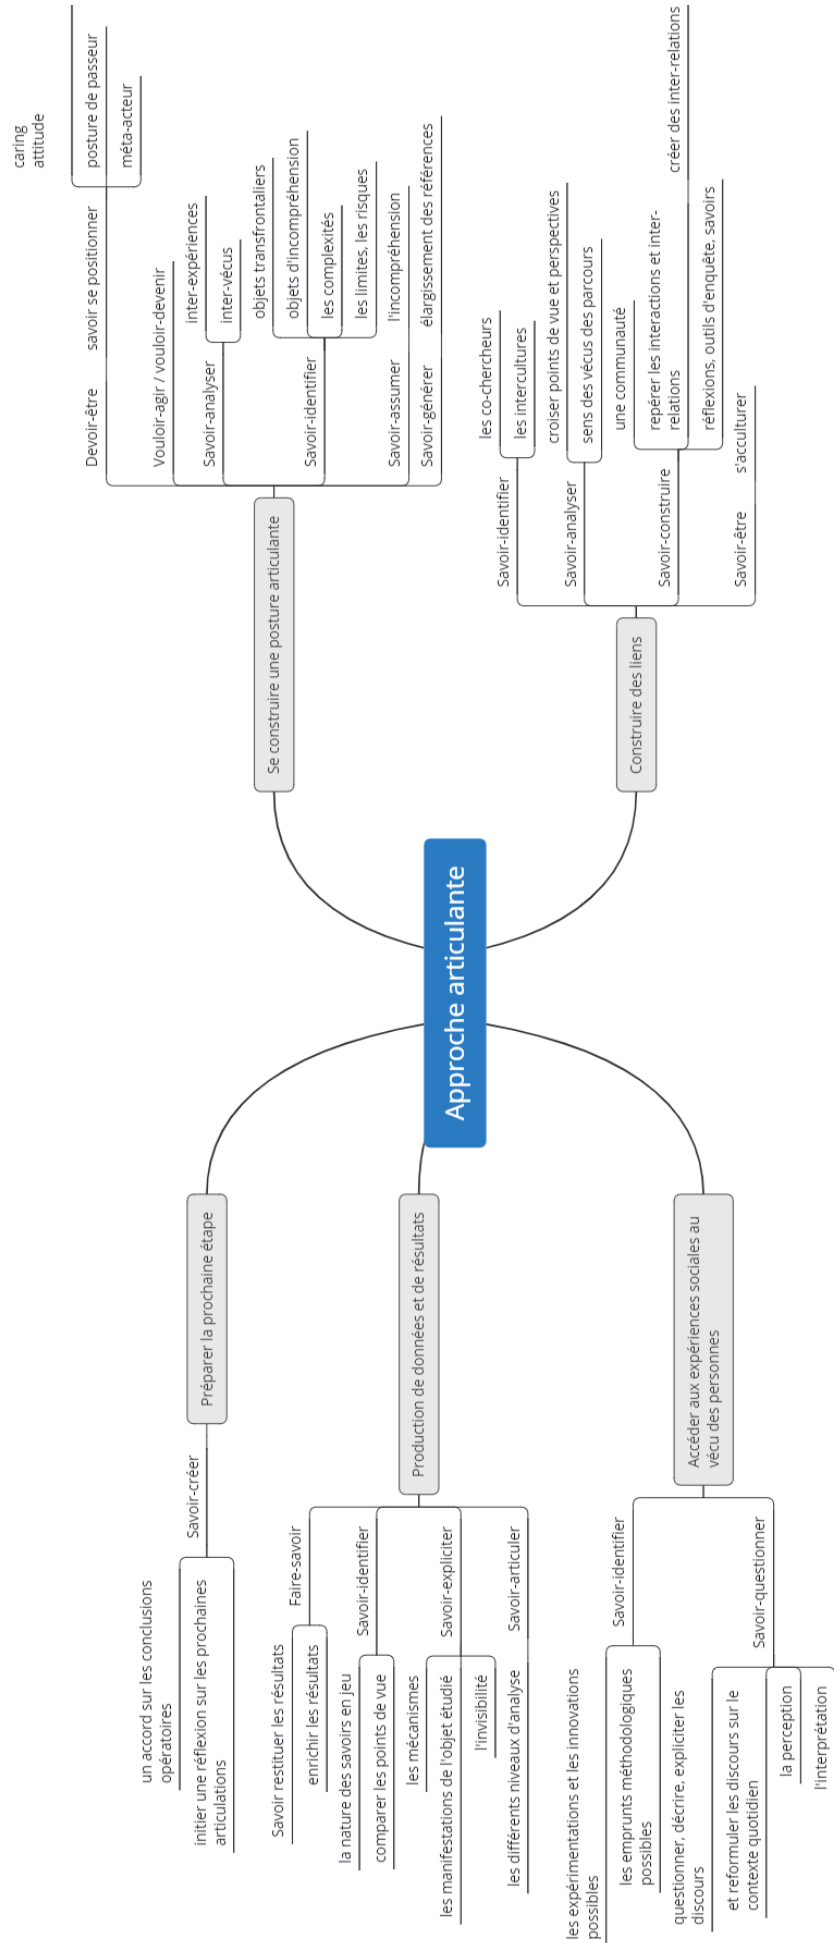 Approche articulante
Se construire une posture articulante
Devoir-être
savoir se positionner
caring
attitude
posture de passeur
méta-acteur
Vouloir-agir / vouloir-devenir
Savoir-analyser
inter-expériences
inter-vécus
Savoir-identifier
objets transfrontaliers
objets d'incompréhension
les complexités
les limites, les risques
Savoir-assumer
l'incompréhension
Savoir-générer
élargissement des références
Construire des liens
Savoir-identifier
les co-chercheurs
les intercultures
Savoir-analyser
croiser points de vue et perspectives
sens des vécus des parcours
Savoir-construire
une communauté
repérer les interactions et inter-
relations
créer des inter-relations
réflexions, outils d'enquête, savoirs
Savoir-être
s'acculturer
Préparer la prochaine étape
Savoir-créer
un accord sur les conclusions
opératoires
initier une réflexion sur les prochaines
articulations
Production de données et de résultats
Faire-savoir
Savoir restituer les résultats
enrichir les résultats
Savoir-identifier
la nature des savoirs en jeu
comparer les points de vue
Savoir-expliciter
les mécanismes
les manifestations de l'objet étudié
l'invisibilité
Savoir-articuler
les différents niveaux d'analyse
Accéder aux expériences sociales au
vécu des personnes
Savoir-identifier
les expérimentations et les innovations
possibles
les emprunts méthodologiques
possibles
Savoir-questionner
questionner, décrire, expliciter les
discours
et reformuler les discours sur le
contexte quotidien
la perception
l'interprétation